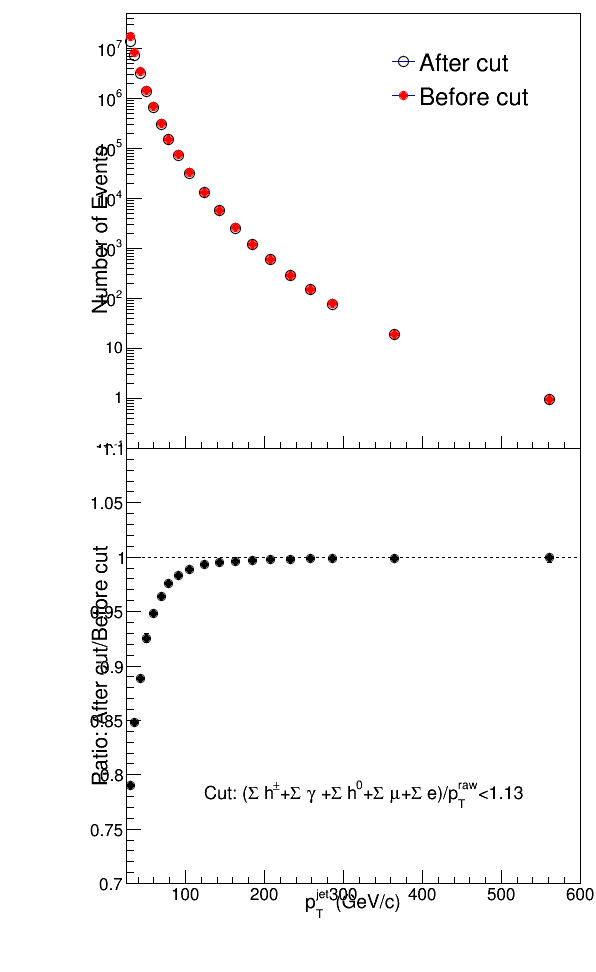 10^7
After cut
10^6
Before cut
10^5
Number of Events
10^4
10^3
10^2
10
1
1.1
1.05
1
Ratio: After cut/Before cut
0.95
0.9
0.85
0.8
Cut: (Σ h^±+Σ γ +Σ h^0+Σ μ+Σ e)/p_T^raw<1.13
0.75
0.7
100 200 300 400 500 600
p_T^jet (GeV/c)